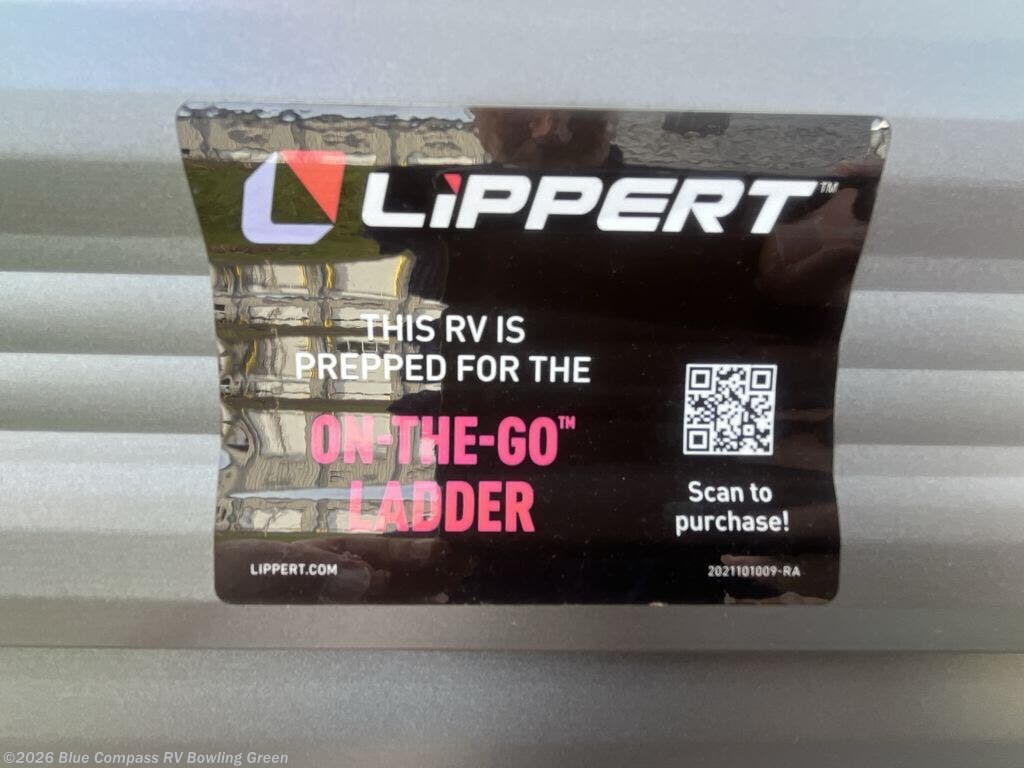 LiPPERT™
THIS RV IS
PREPPED FOR THE
ON-THE-GO™
LADDER
Scan to
purchase!
LIPPERT.COM
2021101009-RA
©2026 Blue Compass RV Bowling Green